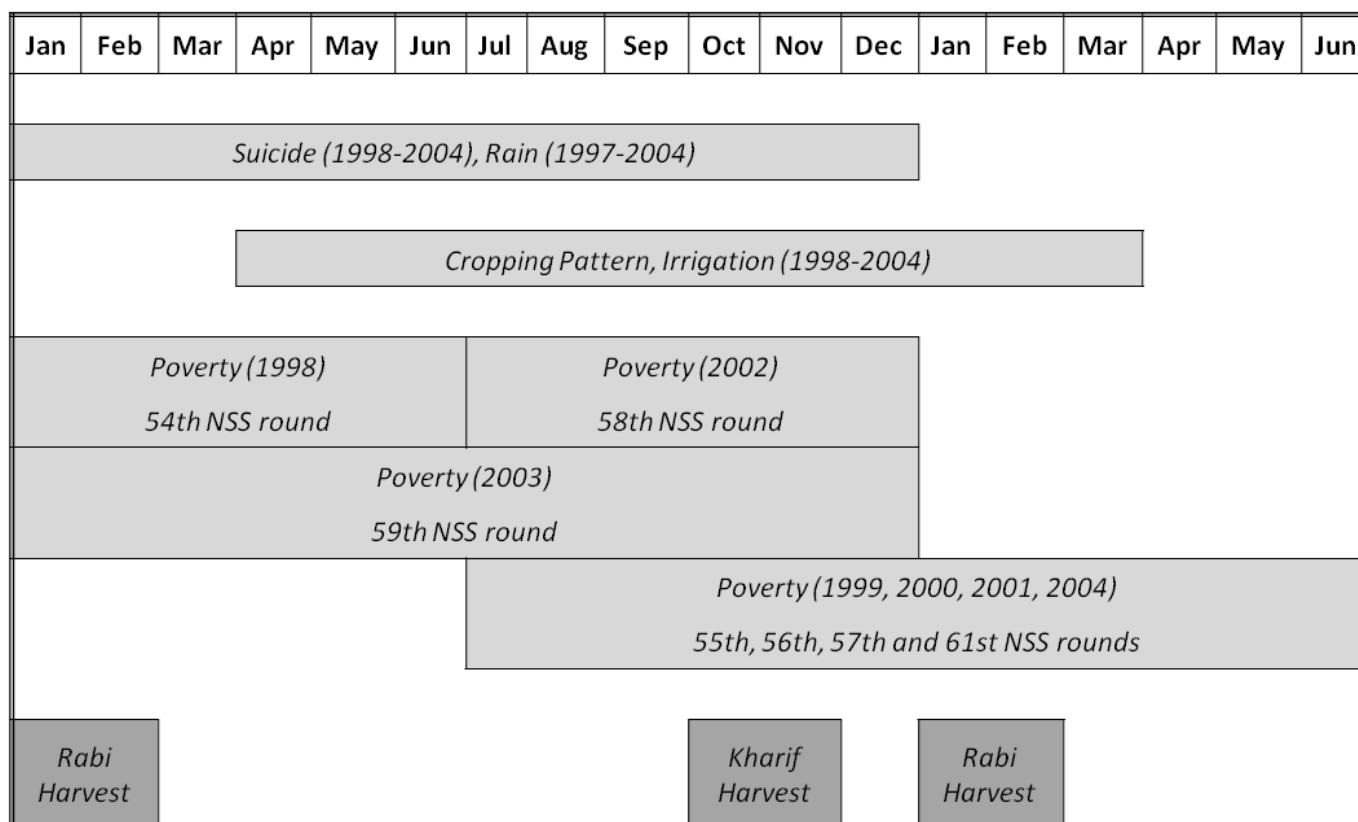 Jan Feb Mar Apr May Jun Jul Aug Sep Oct Nov Dec Jan Feb Mar Apr May Jun
Suicide (1998-2004), Rain (1997-2004)
Cropping Pattern, Irrigation (1998-2004)
Poverty (1998) Poverty (2002)
54th NSS round 58th NSS round
Poverty (2003)
59th NSS round
Poverty (1999, 2000, 2001, 2004)
55th, 56th, 57th and 61st NSS rounds
Rabi Kharif Rabi
Harvest Harvest Harvest